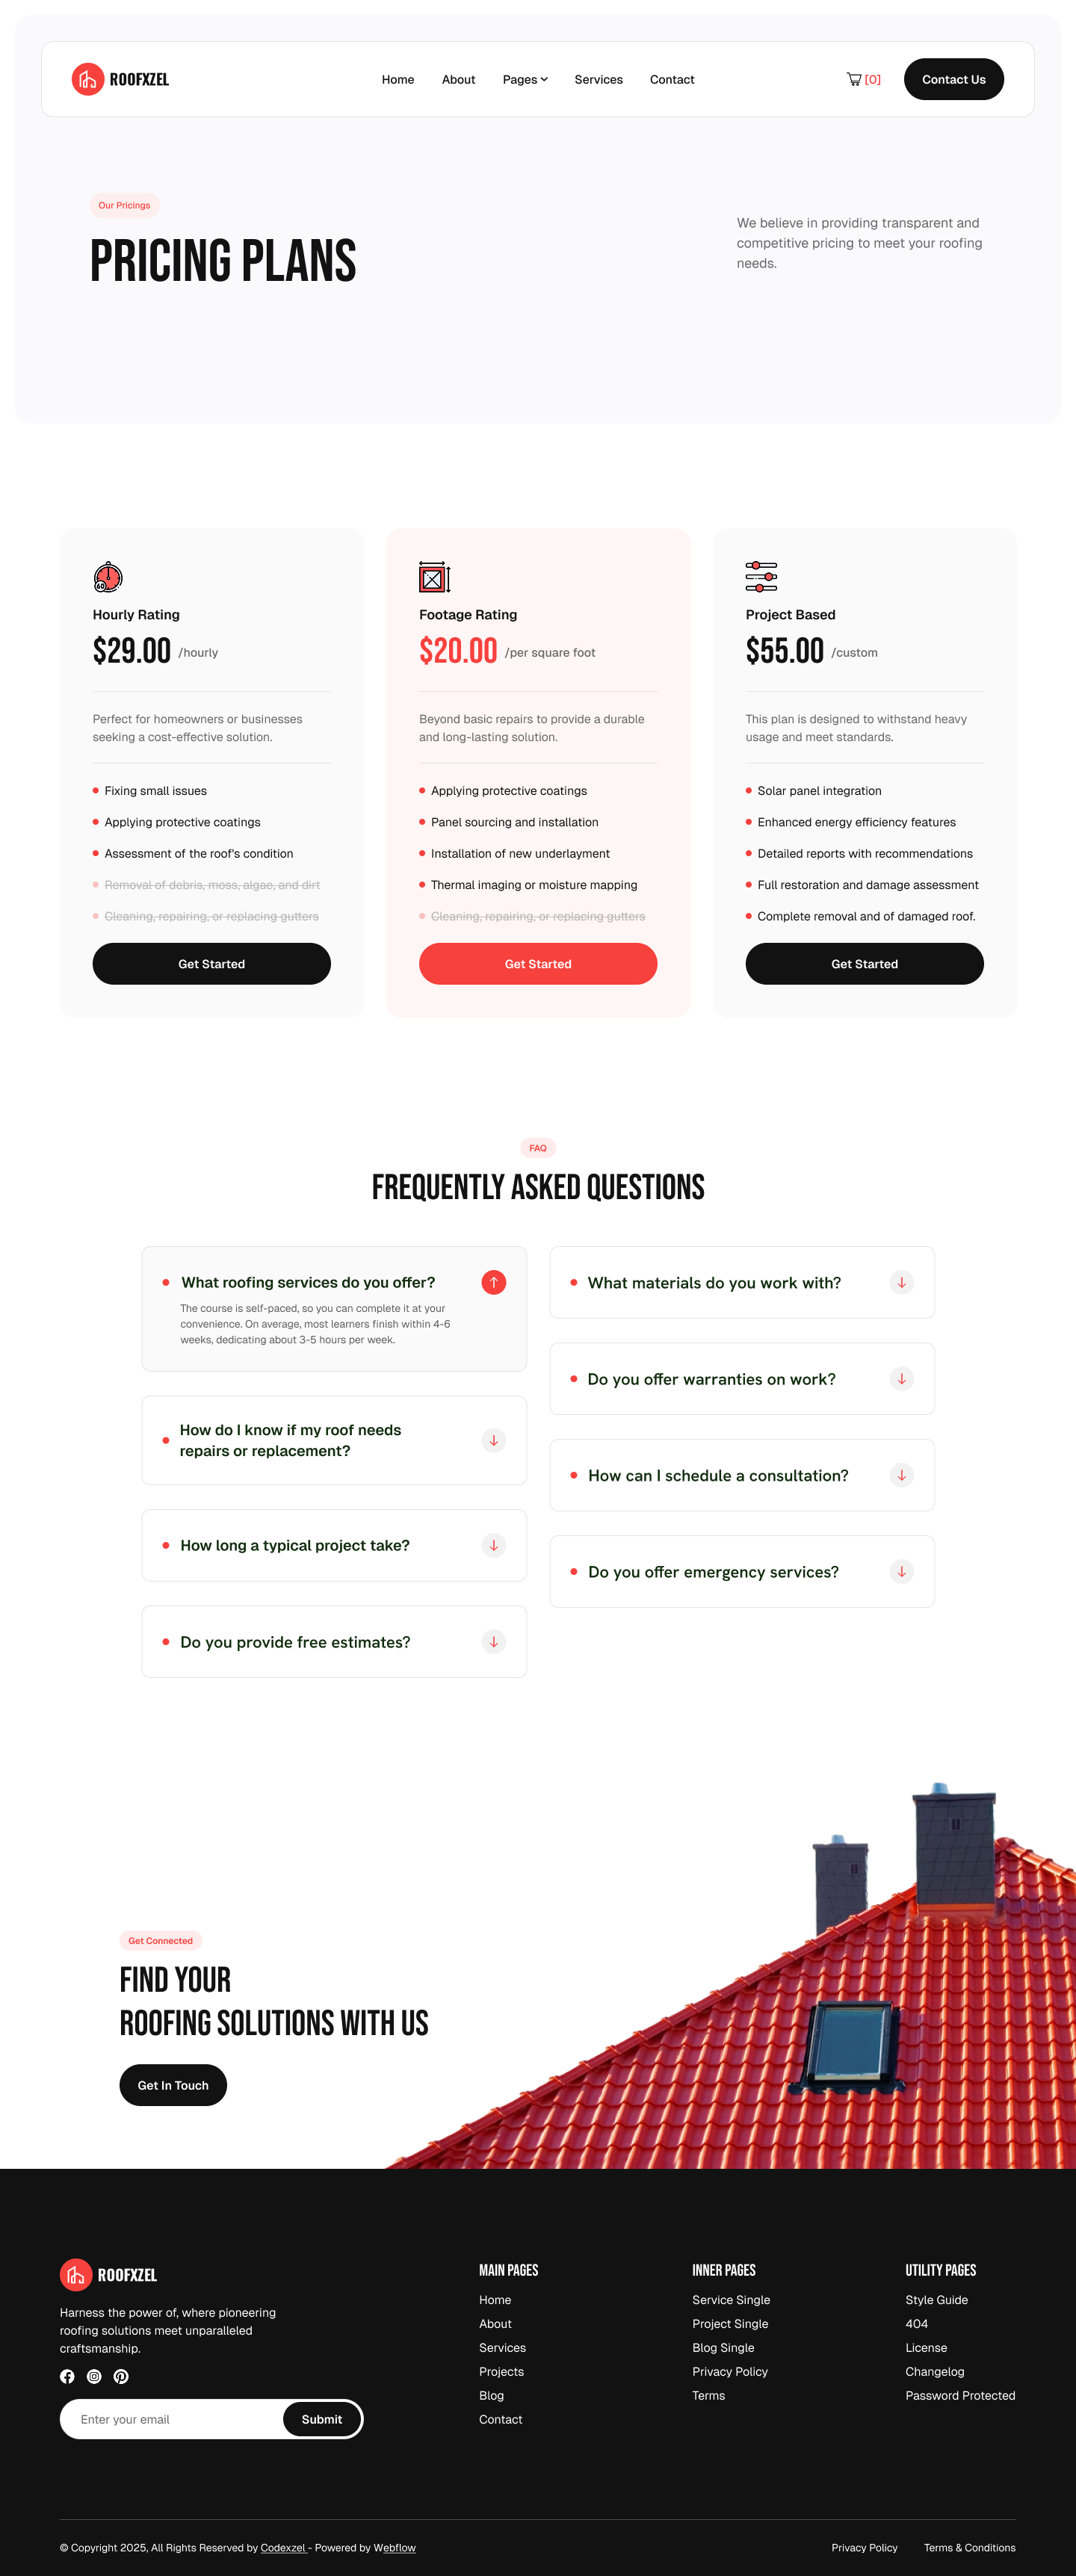 ROOFXZEL
Home
About
Pages
Services
Contact
[0]
Contact Us
Our Pricings
PRICING PLANS
We believe in providing transparent and
competitive pricing to meet your roofing
needs.
60
Hourly Rating
$29.00 /hourly
Perfect for homeowners or businesses
seeking a cost-effective solution.
Fixing small issues
Applying protective coatings
Assessment of the roof's condition
Removal of debris, moss, algae, and dirt
Cleaning, repairing, or replacing gutters
Get Started
Footage Rating
$20.00 /per square foot
Beyond basic repairs to provide a durable
and long-lasting solution.
Applying protective coatings
Panel sourcing and installation
Installation of new underlayment
Thermal imaging or moisture mapping
Cleaning, repairing, or replacing gutters
Get Started
Project Based
$55.00 /custom
This plan is designed to withstand heavy
usage and meet standards.
Solar panel integration
Enhanced energy efficiency features
Detailed reports with recommendations
Full restoration and damage assessment
Complete removal and of damaged roof.
Get Started
FAQ
FREQUENTLY ASKED QUESTIONS
What roofing services do you offer?
The course is self-paced, so you can complete it at your
convenience. On average, most learners finish within 4-6
weeks, dedicating about 3-5 hours per week.
How do I know if my roof needs
repairs or replacement?
How long a typical project take?
Do you provide free estimates?
What materials do you work with?
Do you offer warranties on work?
How can I schedule a consultation?
Do you offer emergency services?
Get Connected
FIND YOUR
ROOFING SOLUTIONS WITH US
Get In Touch
ROOFXZEL
Harness the power of, where pioneering
roofing solutions meet unparalleled
craftsmanship.
Enter your email
Submit
MAIN PAGES
Home
About
Services
Projects
Blog
Contact
INNER PAGES
Service Single
Project Single
Blog Single
Privacy Policy
Terms
UTILITY PAGES
Style Guide
404
License
Changelog
Password Protected
© Copyright 2025, All Rights Reserved by Codexzel - Powered by Webflow
Privacy Policy
Terms & Conditions